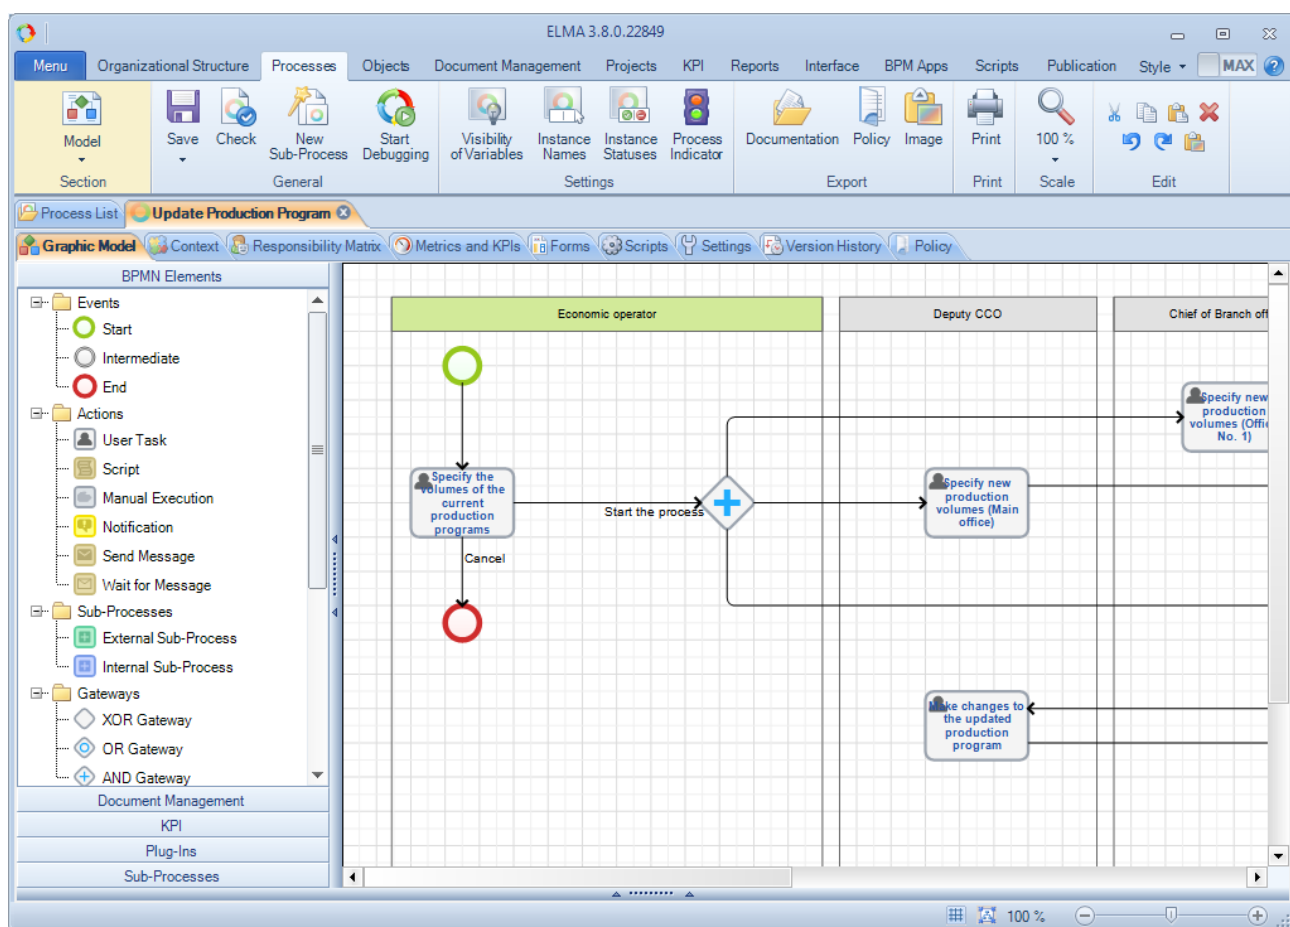 ELMA 3.8.0.22849
Menu Organizational Structure Processes Objects Document Management Projects KPI Reports Interface BPM Apps Scripts Publication Style MAX
Model Save Check New Sub-Process Start Debugging Visibility of Variables Instance Names Instance Statuses Process Indicator Documentation Policy Image Print 100 %
Section General Settings Export Print Scale Edit
Process List Update Production Program
Graphic Model Context Responsibility Matrix Metrics and KPIs Forms Scripts Settings Version History Policy
BPMN Elements
Events
Start
Intermediate
End
Actions
User Task
Script
Manual Execution
Notification
Send Message
Wait for Message
Sub-Processes
External Sub-Process
Internal Sub-Process
Gateways
XOR Gateway
OR Gateway
AND Gateway
Document Management
KPI
Plug-Ins
Sub-Processes
Economic operator Deputy CCO Chief of Branch off
Specify new
production
volumes (Offi
No. 1)
Specify the
volumes of the
current
production
programs
Start the process
Specify new
production
volumes (Main
office)
Cancel
Make changes to
the updated
production
program
100 %